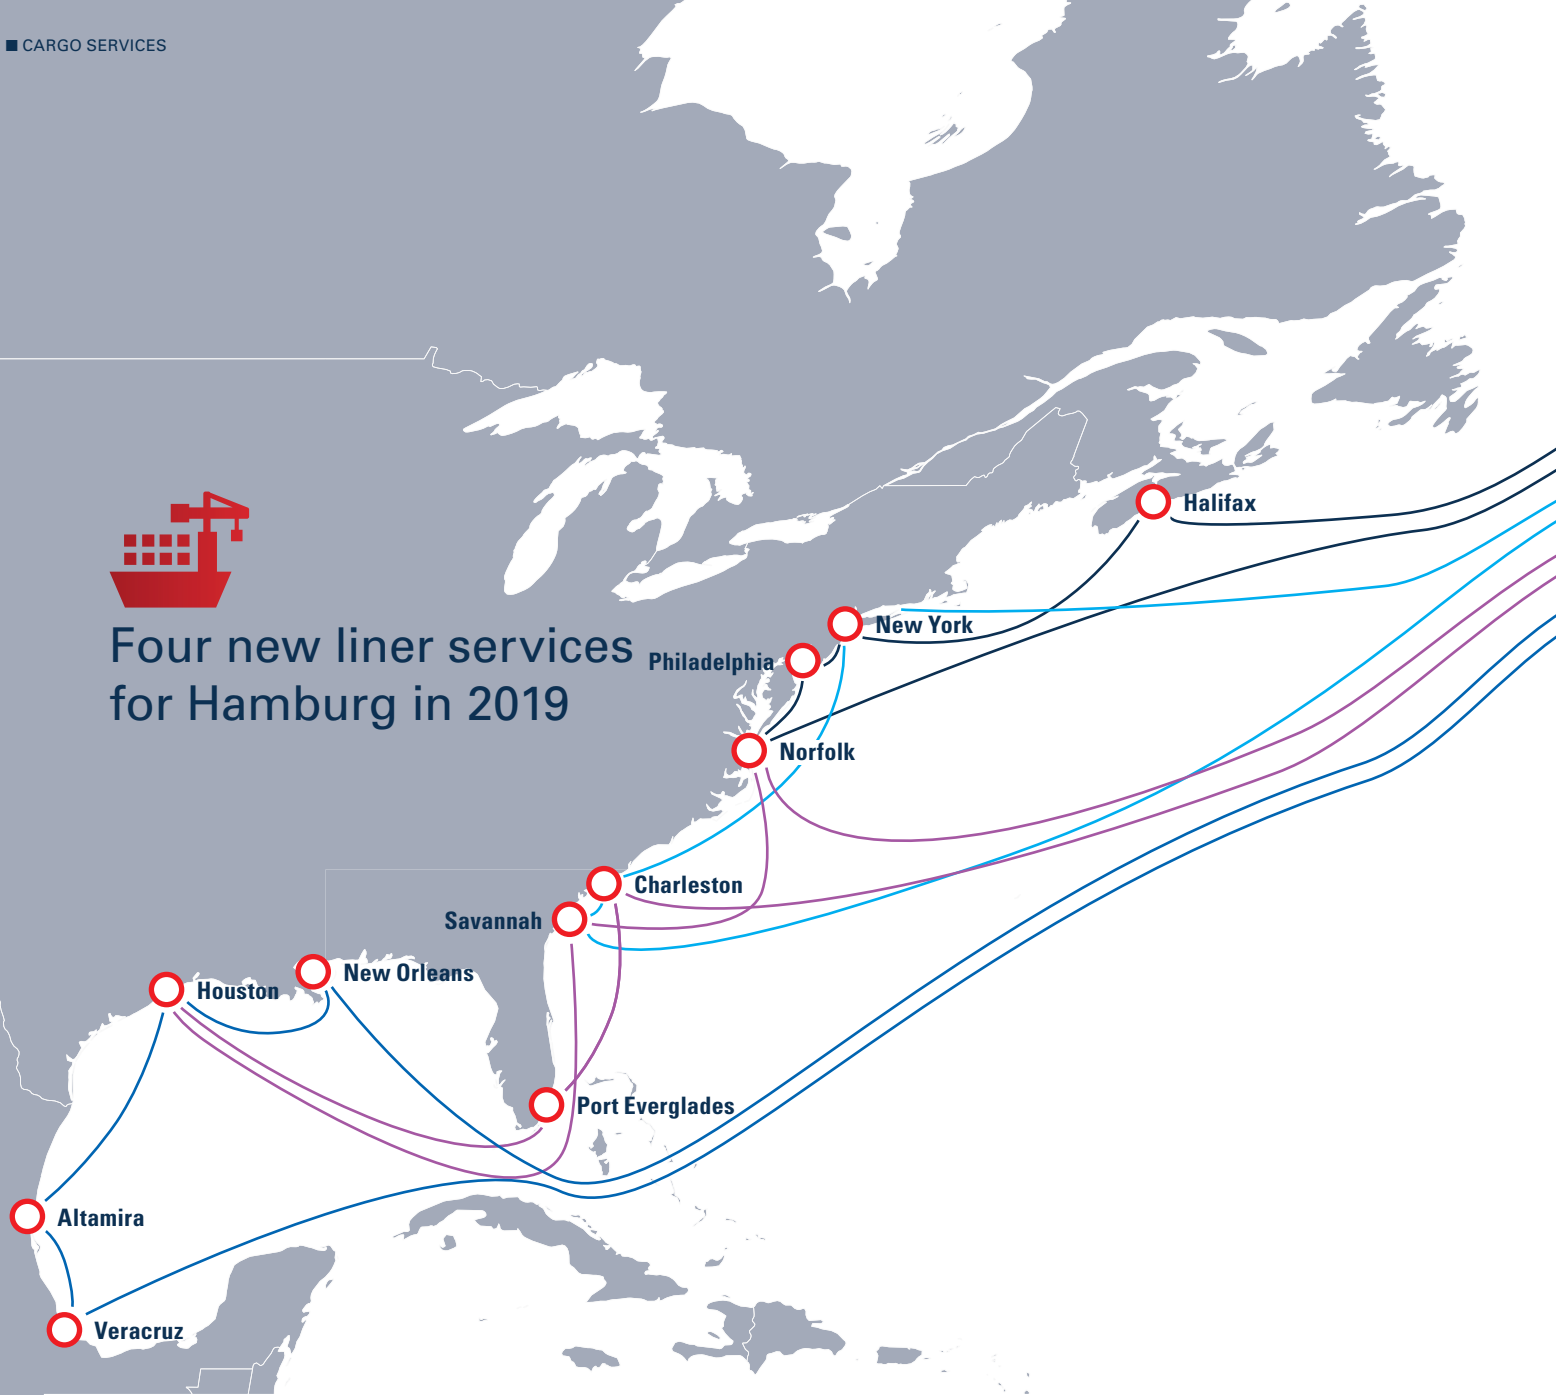 CARGO SERVICES
Halifax
New York
Four new liner services
for Hamburg in 2019
Philadelphia
Norfolk
Charleston
Savannah
New Orleans
Houston
Port Everglades
Altamira
Veracruz